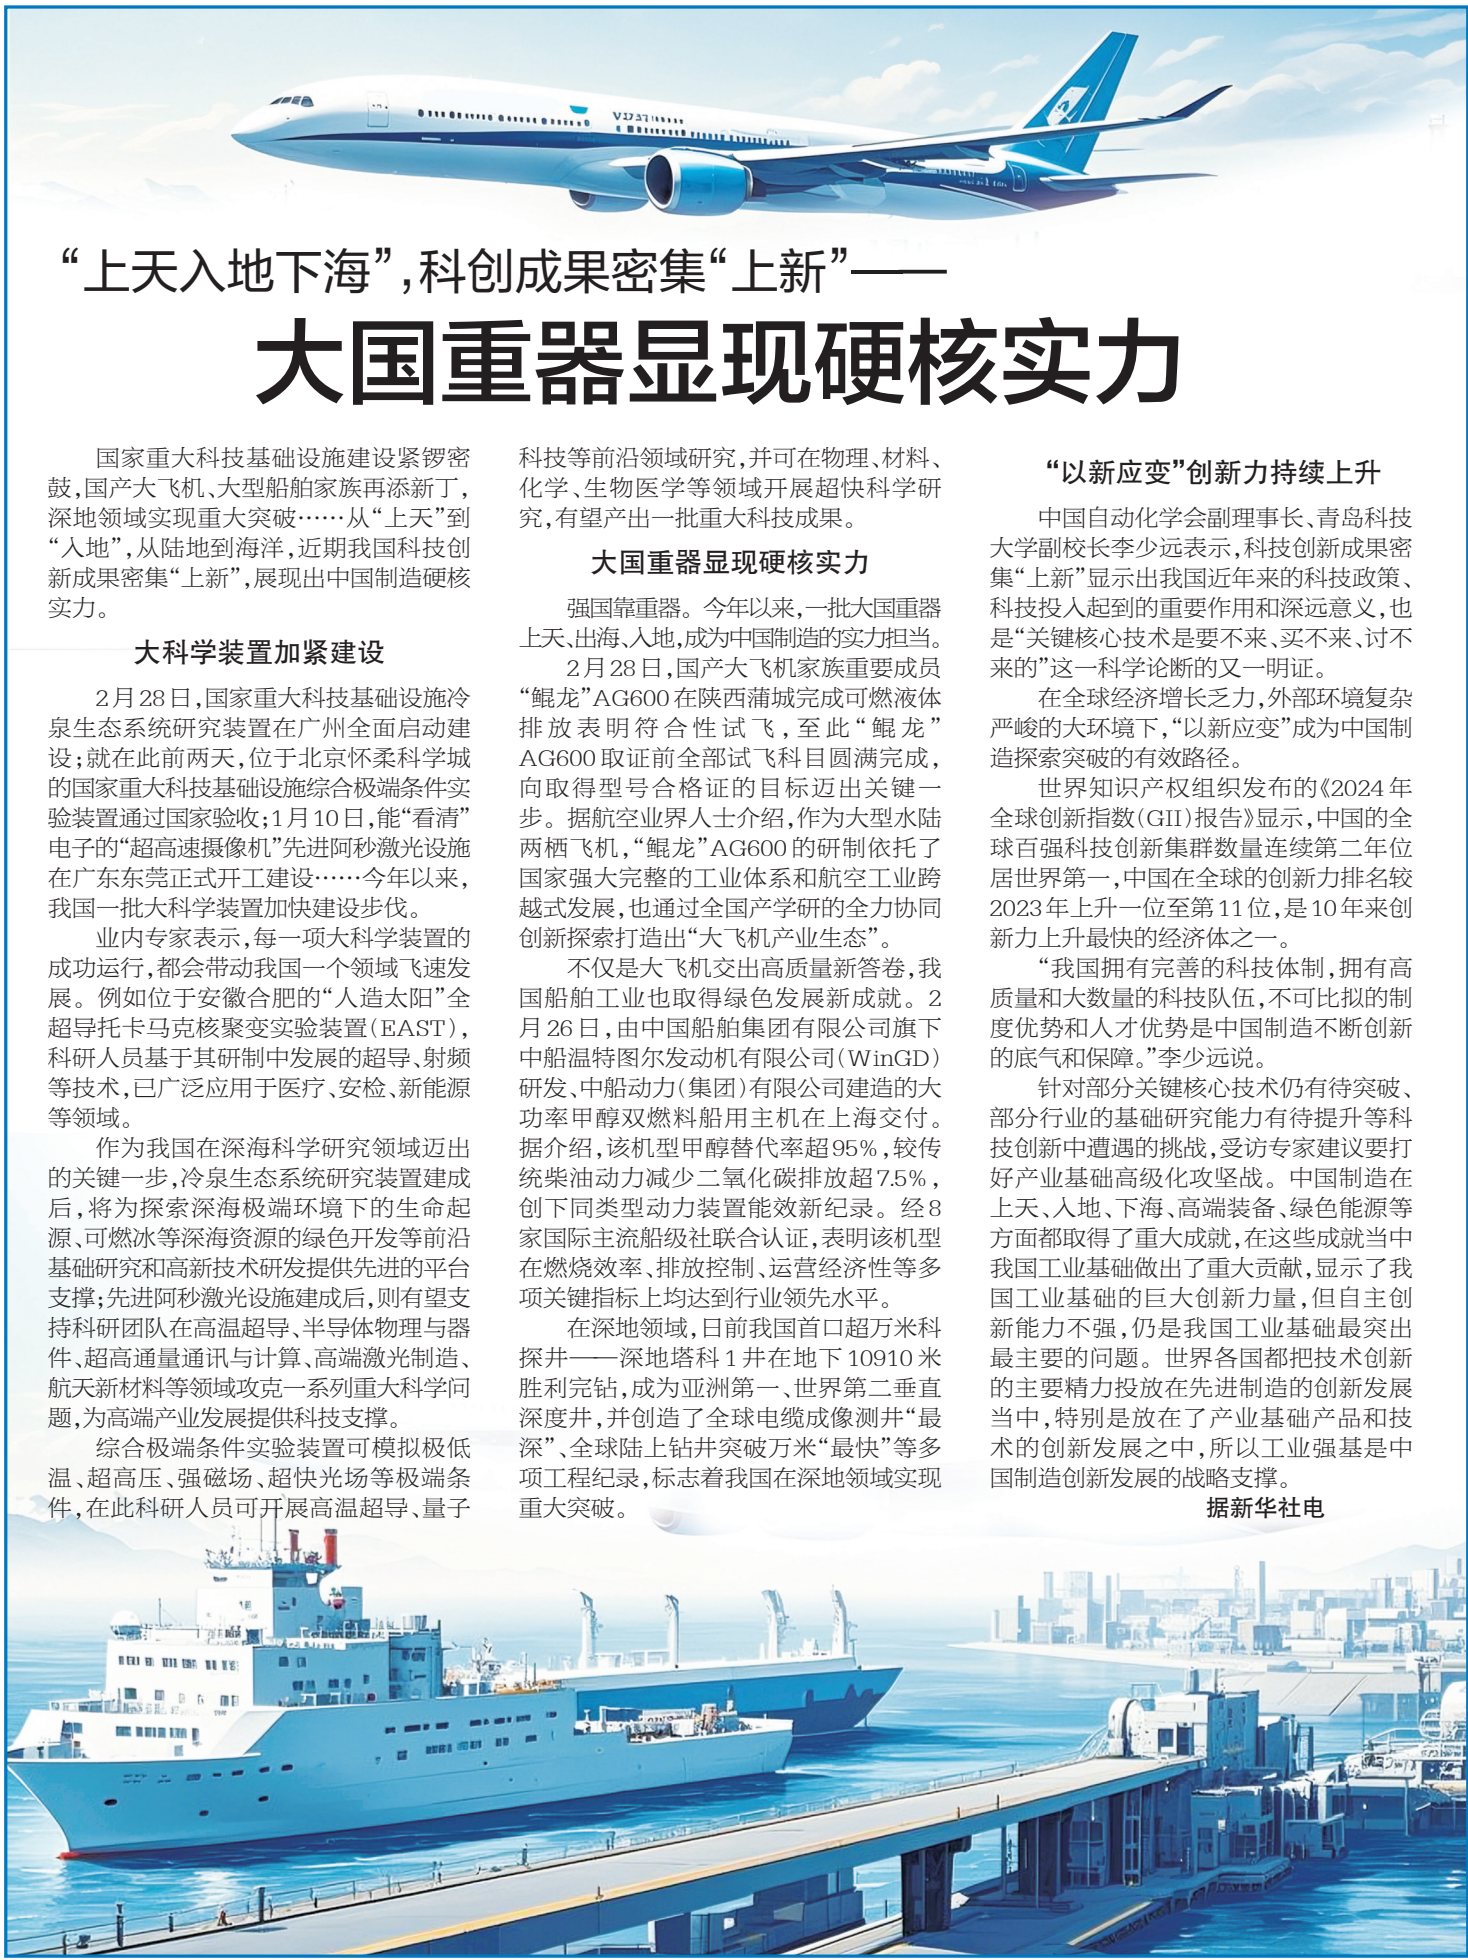 “上天入地下海”,科创成果密集“上新”——
大国重器显现硬核实力
国家重大科技基础设施建设紧锣密
鼓,国产大飞机、大型船舶家族再添新丁,
深地领域实现重大突破……从“上天”到
“入地”,从陆地到海洋,近期我国科技创
新成果密集“上新”,展现出中国制造硬核
实力。
大科学装置加紧建设
2月28日,国家重大科技基础设施冷
泉生态系统研究装置在广州全面启动建
设;就在此前两天,位于北京怀柔科学城
的国家重大科技基础设施综合极端条件实
验装置通过国家验收;1月10日,能“看清”
电子的“超高速摄像机”先进阿秒激光设施
在广东东莞正式开工建设……今年以来,
我国一批大科学装置加快建设步伐。
业内专家表示,每一项大科学装置的
成功运行,都会带动我国一个领域飞速发
展。例如位于安徽合肥的“人造太阳”全
超导托卡马克核聚变实验装置(EAST),
科研人员基于其研制中发展的超导、射频
等技术,已广泛应用于医疗、安检、新能源
等领域。
作为我国在深海科学研究领域迈出
的关键一步,冷泉生态系统研究装置建成
后,将为探索深海极端环境下的生命起
源、可燃冰等深海资源的绿色开发等前沿
基础研究和高新技术研发提供先进的平台
支撑;先进阿秒激光设施建成后,则有望支
持科研团队在高温超导、半导体物理与器
件、超高通量通讯与计算、高端激光制造、
航天新材料等领域攻克一系列重大科学问
题,为高端产业发展提供科技支撑。
综合极端条件实验装置可模拟极低
温、超高压、强磁场、超快光场等极端条
件,在此科研人员可开展高温超导、量子
科技等前沿领域研究,并可在物理、材料、
化学、生物医学等领域开展超快科学研
究,有望产出一批重大科技成果。
大国重器显现硬核实力
强国靠重器。今年以来,一批大国重器
上天、出海、入地,成为中国制造的实力担当。
2月28日,国产大飞机家族重要成员
“鲲龙”AG600在陕西蒲城完成可燃液体
排放表明符合性试飞,至此“鲲龙”
AG600取证前全部试飞科目圆满完成,
向取得型号合格证的目标迈出关键一
步。据航空业界人士介绍,作为大型水陆
两栖飞机,“鲲龙”AG600的研制依托了
国家强大完整的工业体系和航空工业跨
越式发展,也通过全国产学研的全力协同
创新探索打造出“大飞机产业生态”。
不仅是大飞机交出高质量新答卷,我
国船舶工业也取得绿色发展新成就。2
月26日,由中国船舶集团有限公司旗下
中船温特图尔发动机有限公司(WinGD)
研发、中船动力(集团)有限公司建造的大
功率甲醇双燃料船用主机在上海交付。
据介绍,该机型甲醇替代率超95%,较传
统柴油动力减少二氧化碳排放超7.5%,
创下同类型动力装置能效新纪录。经8
家国际主流船级社联合认证,表明该机型
在燃烧效率、排放控制、运营经济性等多
项关键指标上均达到行业领先水平。
在深地领域,日前我国首口超万米科
探井——深地塔科1井在地下10910米
胜利完钻,成为亚洲第一、世界第二垂直
深度井,并创造了全球电缆成像测井“最
深”、全球陆上钻井突破万米“最快”等多
项工程纪录,标志着我国在深地领域实现
重大突破。
“以新应变”创新力持续上升
中国自动化学会副理事长、青岛科技
大学副校长李少远表示,科技创新成果密
集“上新”显示出我国近年来的科技政策、
科技投入起到的重要作用和深远意义,也
是“关键核心技术是要不来、买不来、讨不
来的”这一科学论断的又一明证。
在全球经济增长乏力,外部环境复杂
严峻的大环境下,“以新应变”成为中国制
造探索突破的有效路径。
世界知识产权组织发布的《2024年
全球创新指数(GII)报告》显示,中国的全
球百强科技创新集群数量连续第二年位
居世界第一,中国在全球的创新力排名较
2023年上升一位至第11位,是10年来创
新力上升最快的经济体之一。
“我国拥有完善的科技体制,拥有高
质量和大数量的科技队伍,不可比拟的制
度优势和人才优势是中国制造不断创新
的底气和保障。”李少远说。
针对部分关键核心技术仍有待突破、
部分行业的基础研究能力有待提升等科
技创新中遭遇的挑战,受访专家建议要打
好产业基础高级化攻坚战。中国制造在
上天、入地、下海、高端装备、绿色能源等
方面都取得了重大成就,在这些成就当中
我国工业基础做出了重大贡献,显示了我
国工业基础的巨大创新力量,但自主创
新能力不强,仍是我国工业基础最突出
最主要的问题。世界各国都把技术创新
的主要精力投放在先进制造的创新发展
当中,特别是放在了产业基础产品和技
术的创新发展之中,所以工业强基是中
国制造创新发展的战略支撑。
据新华社电